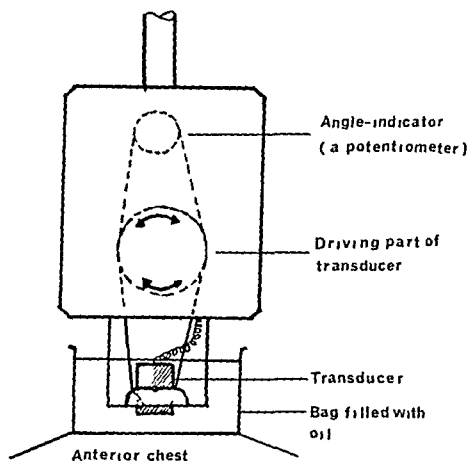 Angle-indicator
(a potentiometer)
Driving part of
transducer
Transducer
Bag filled with
oil
Anterior chest